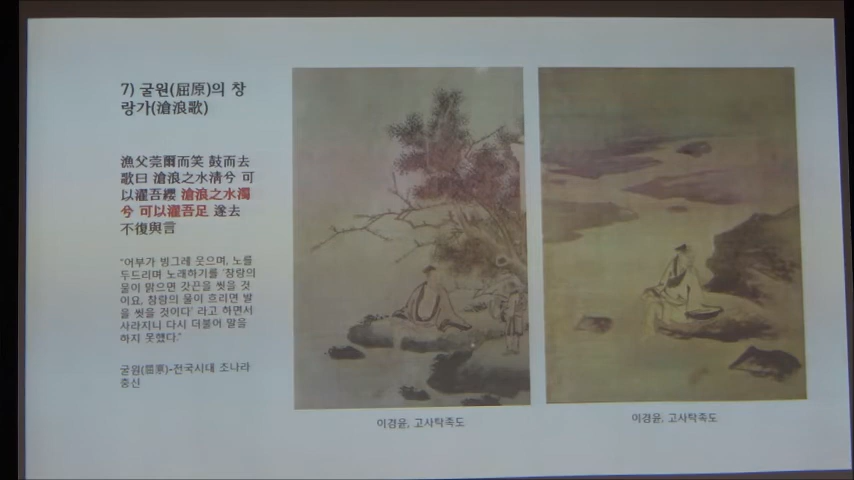 7) 굴원(屈原)의 창
랑가(滄浪歌)
漁父莞爾而笑 鼓而去
歌曰 滄浪之水淸兮 可
以濯吾纓 滄浪之水濁
兮 可以濯吾足 遂去
不復與言
"어부가 빙그레 웃으며, 노를
두드리며 노래하기를 '창랑의
물이 맑으면 갓끈을 씻을 것
이요, 창랑의 물이 흐리면 발
을 씻을 것이다' 라고 하면서
사라지니 다시 더불어 말을
하지 못했다."
굴원(屈原)-전국시대 초나라
충신
이경윤, 고사탁족도
이경윤, 고사탁족도